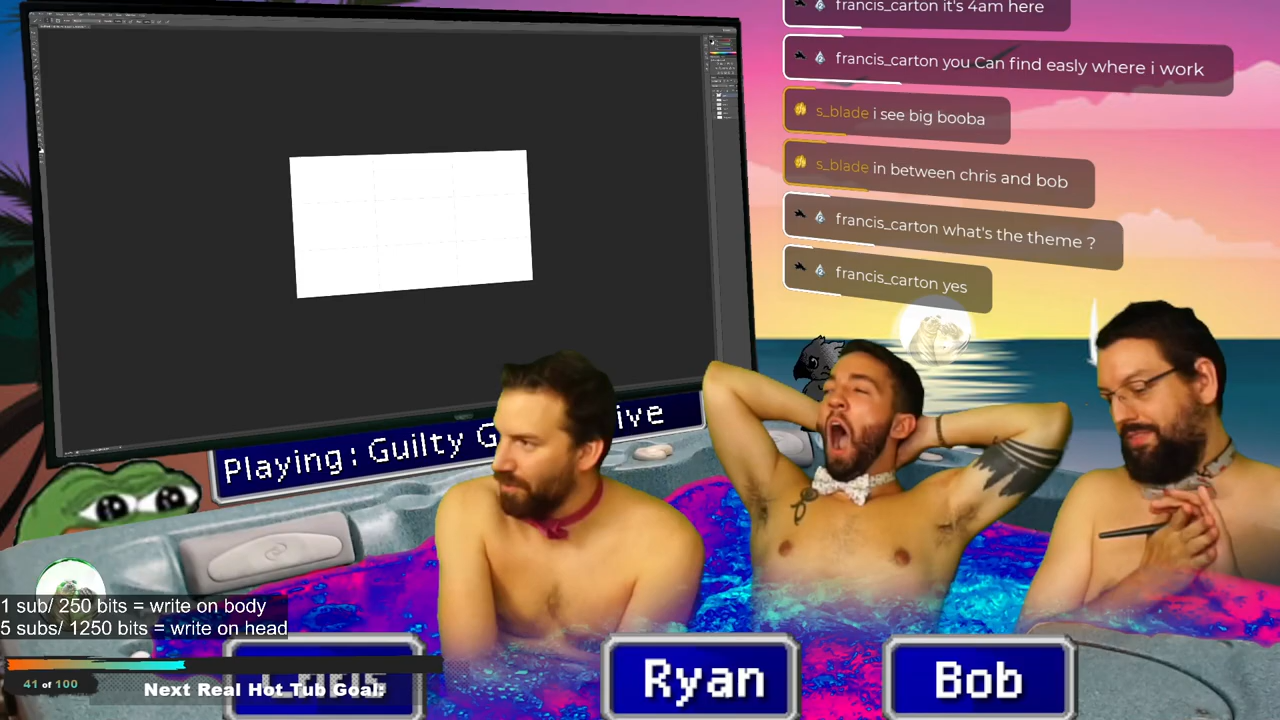 francis_carton it's 4am here
francis_carton you Can find easly where i work
s_blade i see big booba
s_blade in between chris and bob
francis_carton what's the theme ?
francis_carton yes
Playing : Guilty G
ive
1 sub/ 250 bits = write on body
5 subs/ 1250 bits = write on head
41 of 100
Next Real Hot Tub Goal:
Ryan
Bob